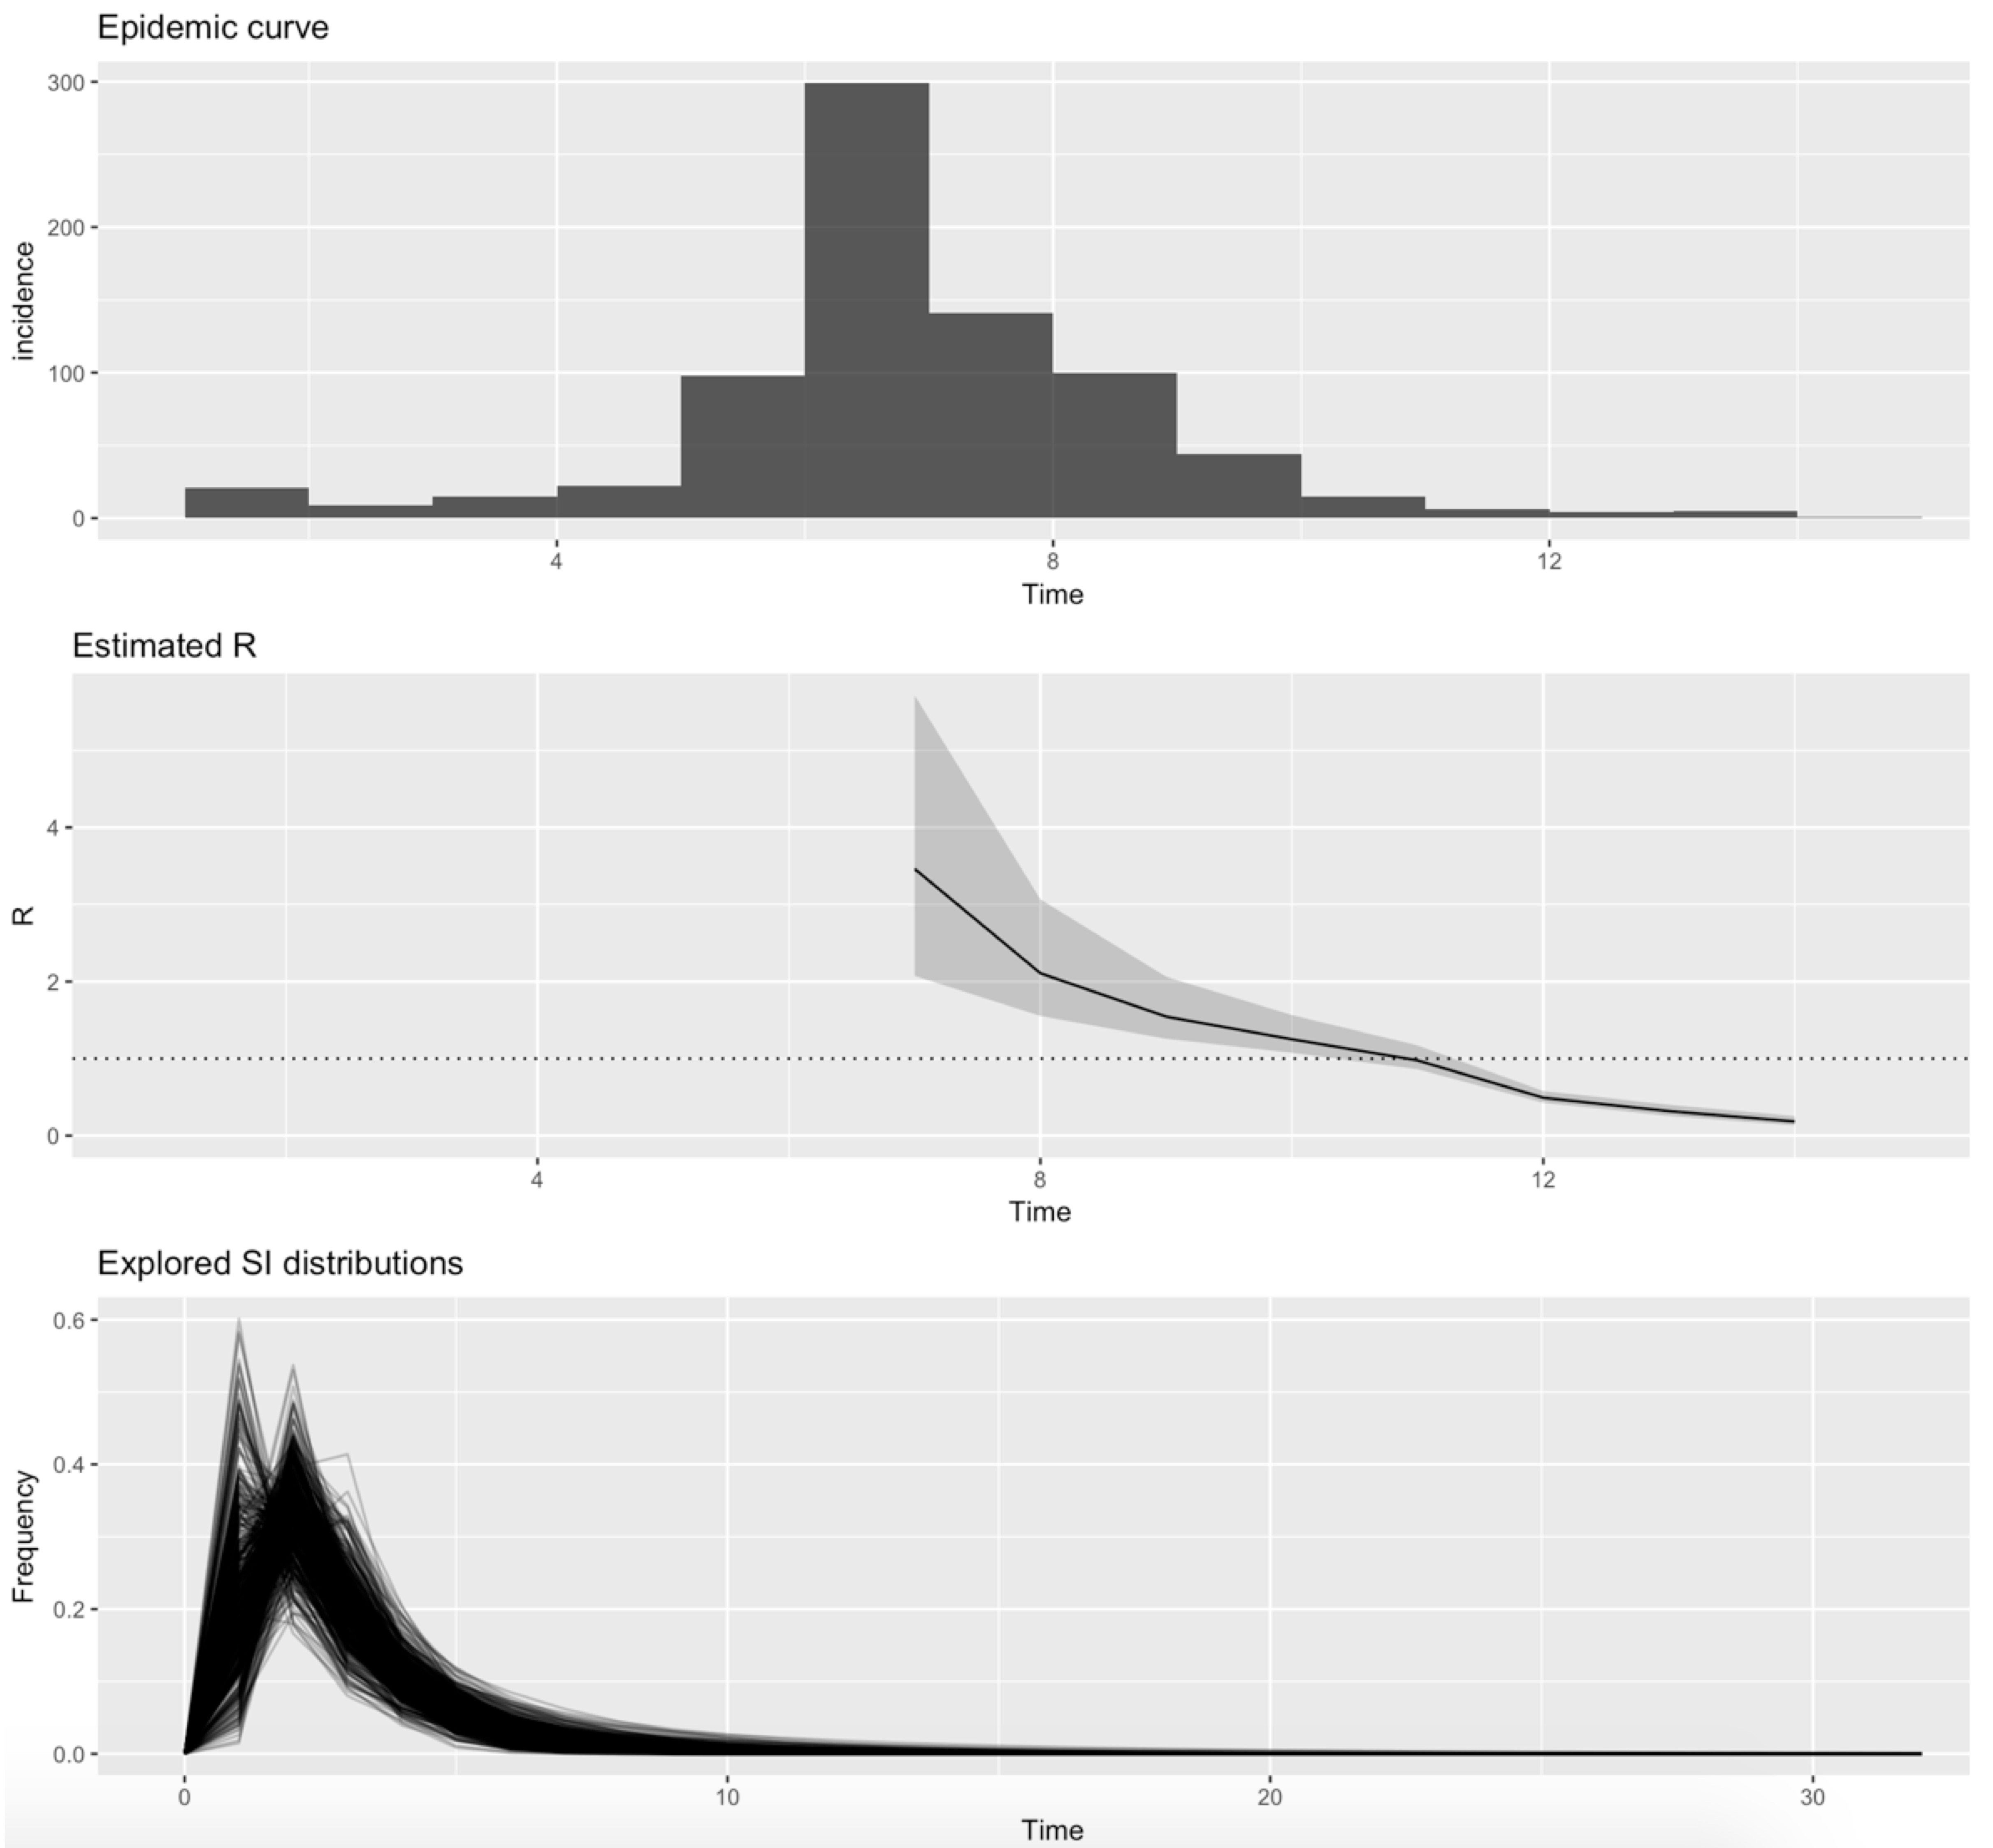 Epidemic curve
300
200
100
0
incidence
4 8 12
Time
Estimated R
4
2
0
R
4 8 12
Time
Explored SI distributions
0.6
0.4
0.2
0.0
Frequency
0 10 20 30
Time